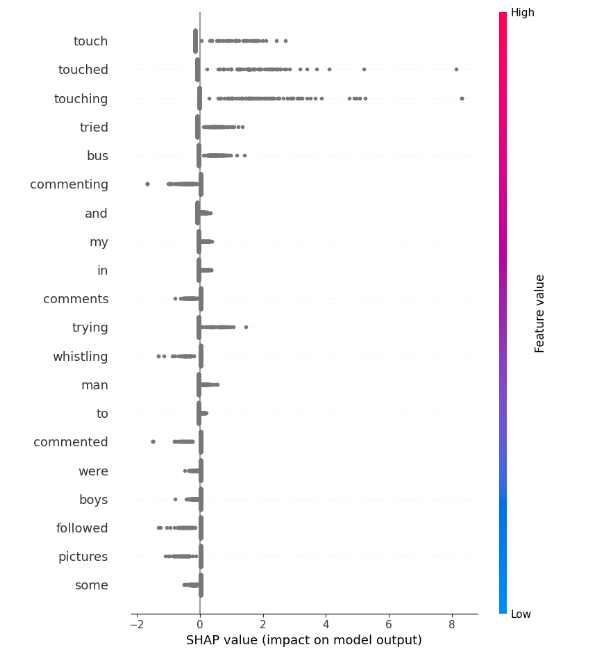 High
touch
touched
touching
tried
bus
commenting
and
my
in
comments
trying
whistling
man
to
commented
were
boys
followed
pictures
some
Feature value
Low
−2 0 2 4 6 8
SHAP value (impact on model output)